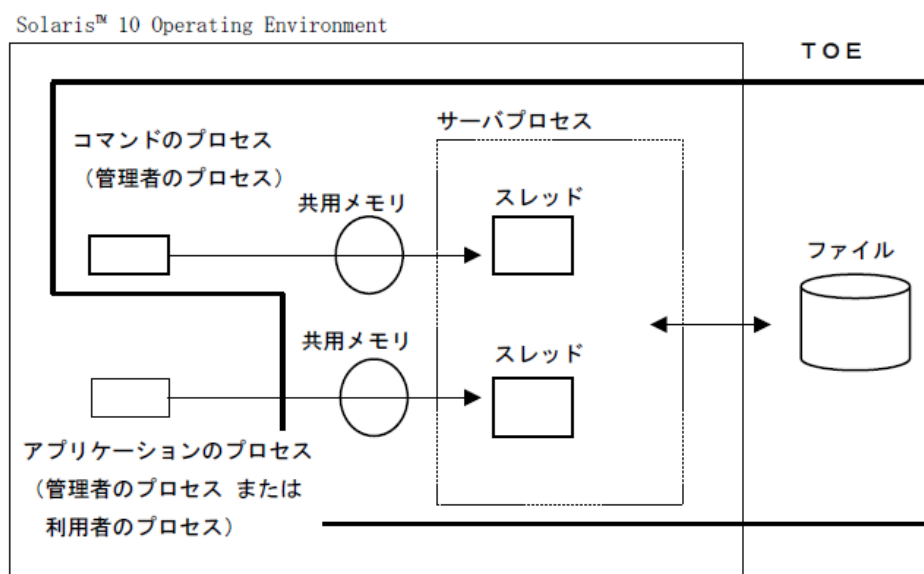 Solaris™ 10 Operating Environment
ＴＯＥ
コマンドのプロセス
（管理者のプロセス）
サーバプロセス
共用メモリ
スレッド
ファイル
共用メモリ
スレッド
アプリケーションのプロセス
（管理者のプロセス または
利用者のプロセス）